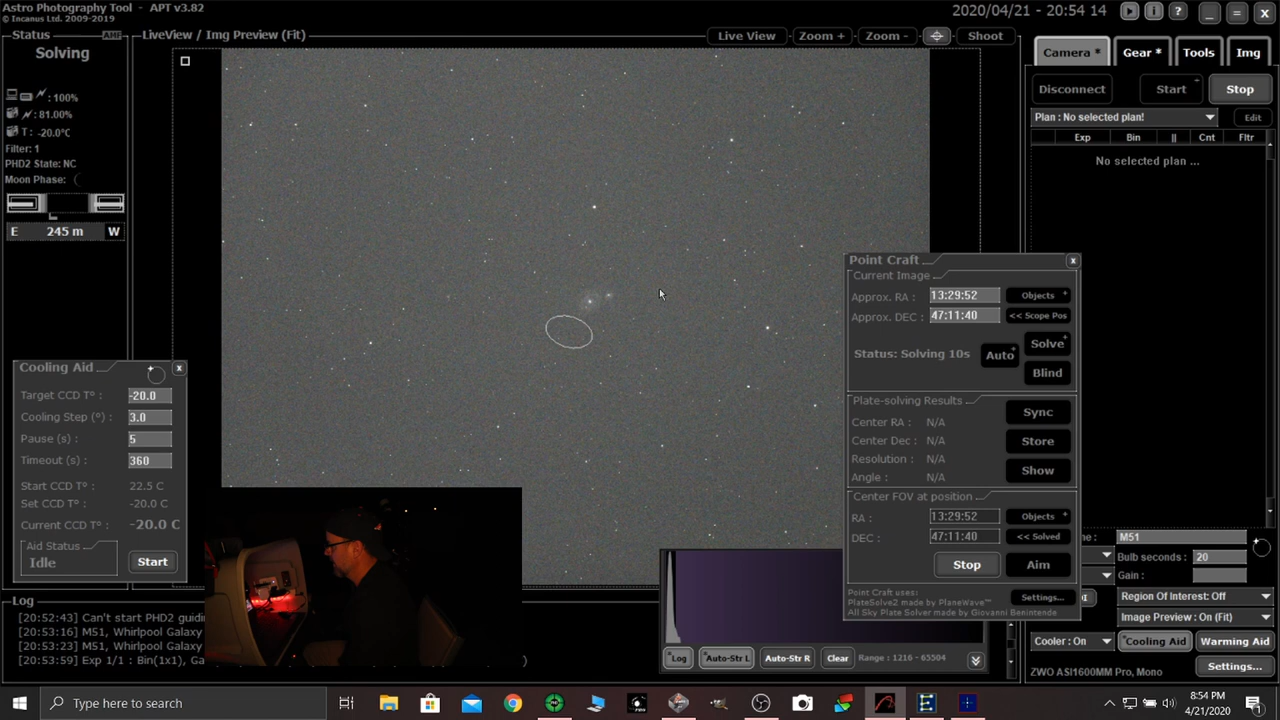 Astro Photography Tool - APT v3.82
© Incanus Ltd. 2009-2019
2020/04/21 - 20:54 14
i ? _ = x
Status AHF
Solving
: 100%
: 81.00%
T : -20.0°C
Filter: 1
PHD2 State: NC
Moon Phase:
E 245 m W
LiveView / Img Preview (Fit)
Live View Zoom + Zoom - Shoot
Camera * Gear * Tools Img
Disconnect Start Stop
Plan : No selected plan! Edit
Exp Bin || Cnt Fltr
No selected plan ...
Point Craft x
Current Image
Approx. RA : 13:29:52 Objects +
Approx. DEC : 47:11:40 << Scope Pos
Status: Solving 10s Auto + Solve +
Blind
Plate-solving Results
Center RA : N/A Sync
Center Dec : N/A Store
Resolution : N/A Show
Angle : N/A
Center FOV at position
RA : 13:29:52 Objects +
DEC : 47:11:40 << Solved
Stop Aim
Point Craft uses:
PlateSolve2 made by PlaneWave™
All Sky Plate Solver made by Giovanni Benintende
Settings...
Cooling Aid x
Target CCD T° : -20.0
Cooling Step (°) : 3.0
Pause (s) : 5
Timeout (s) : 360
Start CCD T° : 22.5 C
Set CCD T° : -20.0 C
Current CCD T° : -20.0 C
Aid Status
Idle Start
Log
[20:52:43] Can't start PHD2 guidin
[20:53:16] M51, Whirlpool Galaxy
[20:53:23] M51, Whirlpool Galaxy
[20:53:59] Exp 1/1 : Bin(1x1), Ga )
Log Auto-Str L Auto-Str R Clear Range : 1216 - 65504
e : M51
Bulb seconds : 20
Gain :
Region Of Interest: Off
Image Preview : On (Fit)
Cooler : On Cooling Aid Warming Aid
ZWO ASI1600MM Pro, Mono Settings...
Type here to search
8:54 PM
4/21/2020